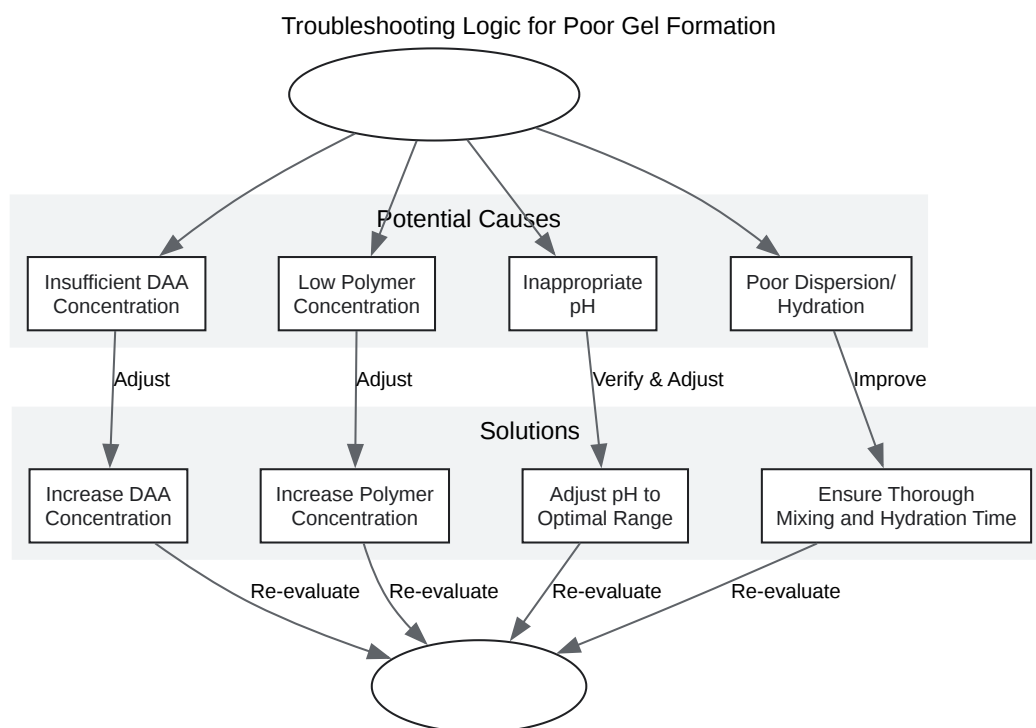 Troubleshooting Logic for Poor Gel Formation
Potential Causes
Insufficient DAA
Concentration
Low Polymer
Concentration
Inappropriate
pH
Poor Dispersion/
Hydration
Adjust
Adjust
Verify & Adjust
Improve
Solutions
Increase DAA
Concentration
Increase Polymer
Concentration
Adjust pH to
Optimal Range
Ensure Thorough
Mixing and Hydration Time
Re-evaluate
Re-evaluate
Re-evaluate
Re-evaluate